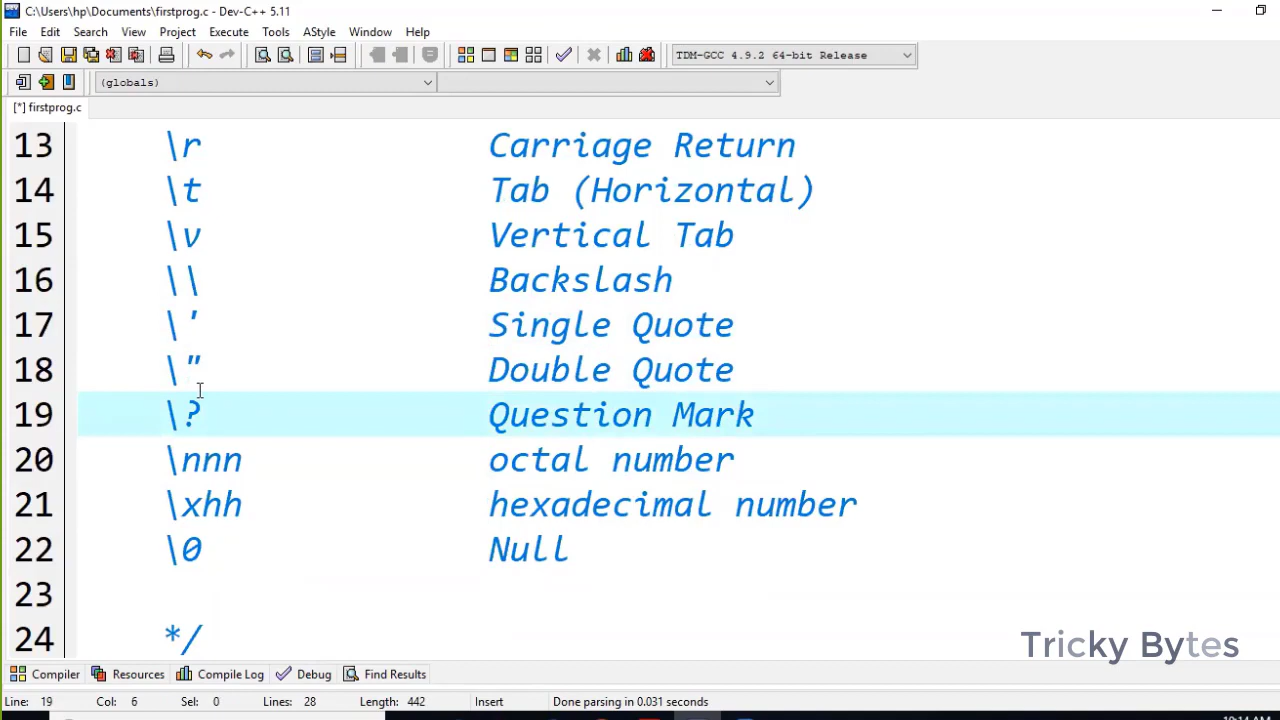 C:\Users\hp\Documents\firstprog.c - Dev-C++ 5.11
File Edit Search View Project Execute Tools AStyle Window Help
TDM-GCC 4.9.2 64-bit Release
(globals)
[*] firstprog.c
13 \r Carriage Return
14 \t Tab (Horizontal)
15 \v Vertical Tab
16 \\ Backslash
17 \' Single Quote
18 \" Double Quote
19 \? Question Mark
20 \nnn octal number
21 \xhh hexadecimal number
22 \0 Null
23
24 */
Tricky Bytes
Compiler Resources Compile Log Debug Find Results
Line: 19 Col: 6 Sel: 0 Lines: 28 Length: 442 Insert Done parsing in 0.031 seconds